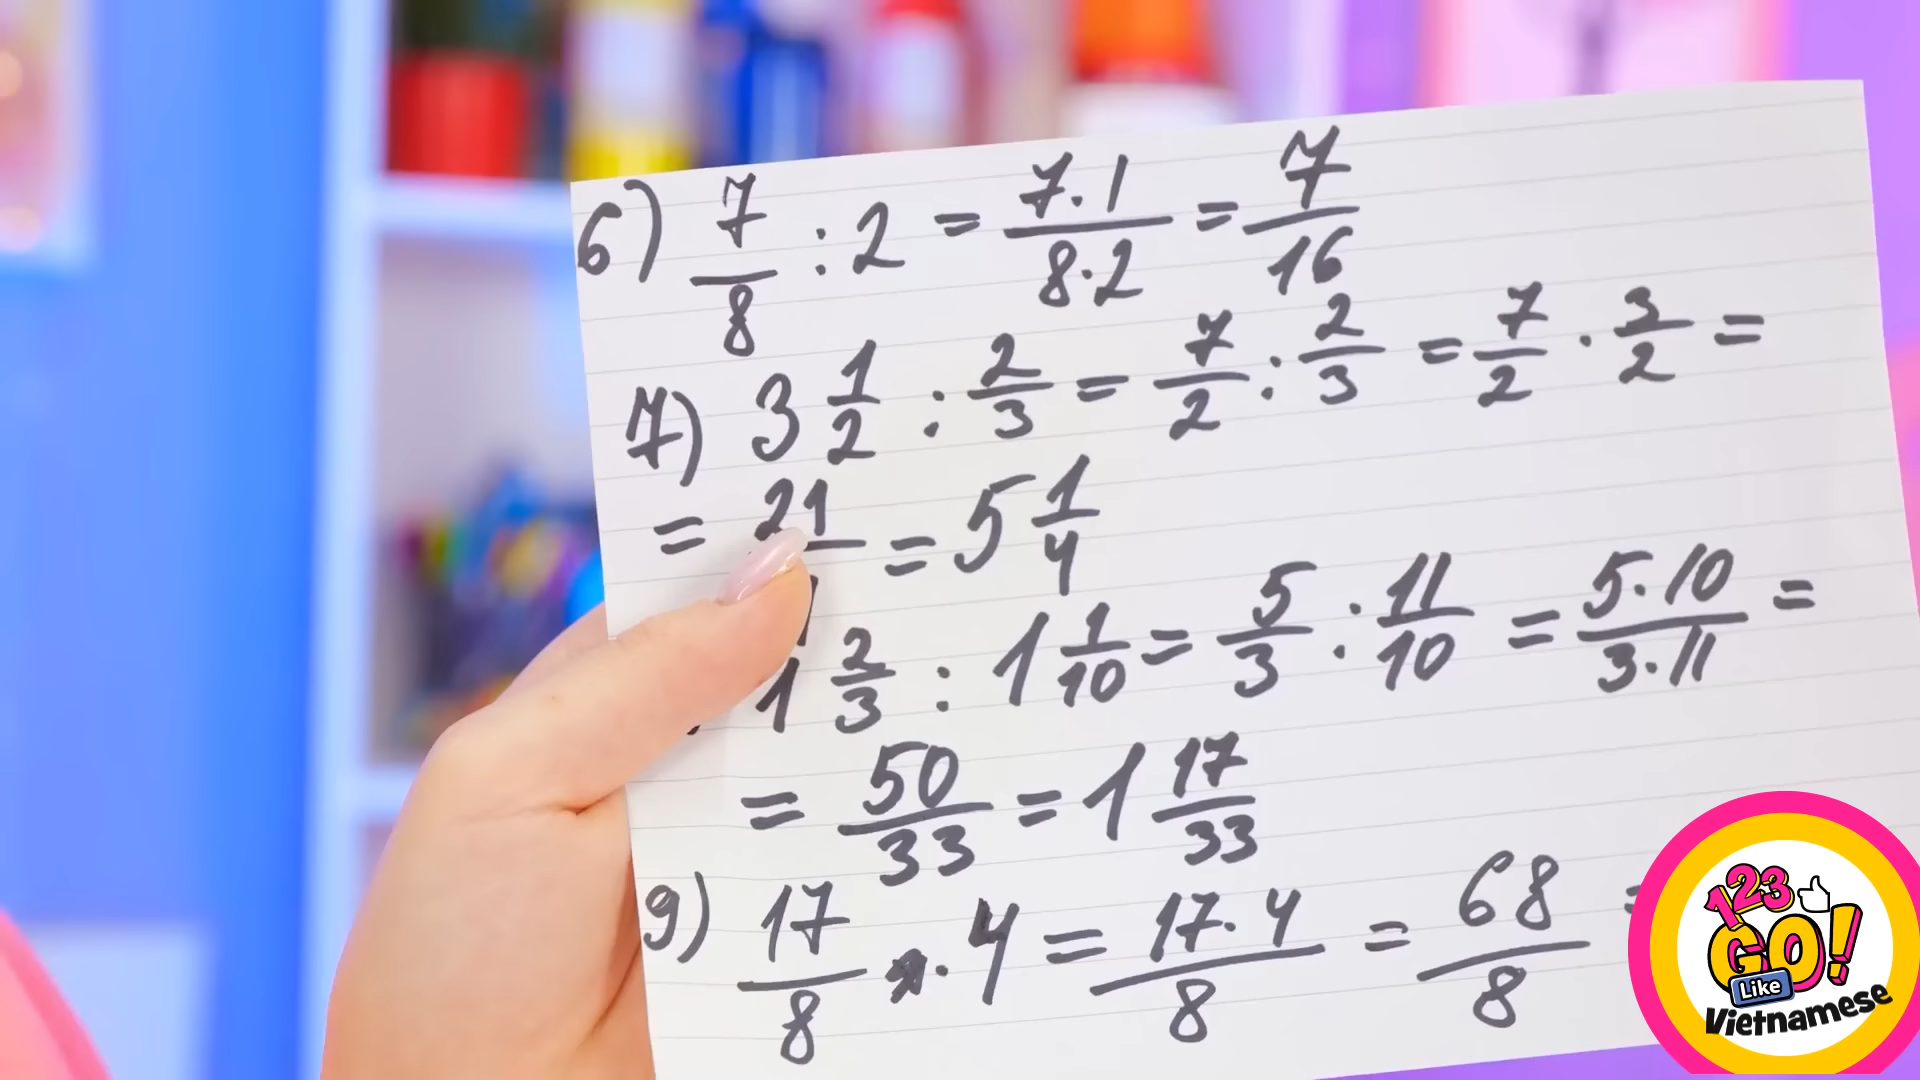 6) 7/8 : 2 = 7·1/8·2 = 7/16
7) 3 1/2 : 2/3 = 7/2 : 2/3 = 7/2 · 3/2 =
= 21/ = 5 1/4
1 2/3 : 1 1/10 = 5/3 : 11/10 = 5·10/3·11 =
= 50/33 = 1 17/33
9) 17/8 · 4 = 17·4/8 = 68/8 =
123
GO!
Like
Vietnamese